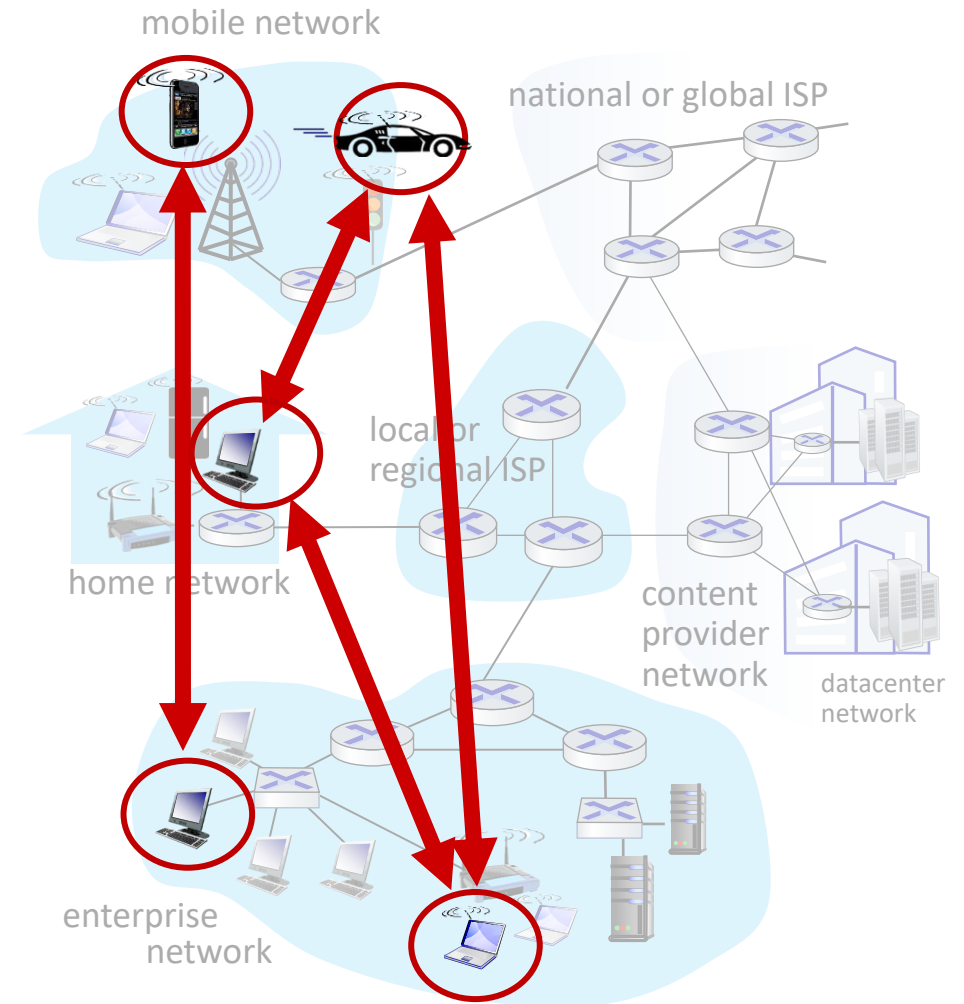 mobile network
national or global ISP
local or
regional ISP
home network
content
provider
network
datacenter
network
enterprise
network